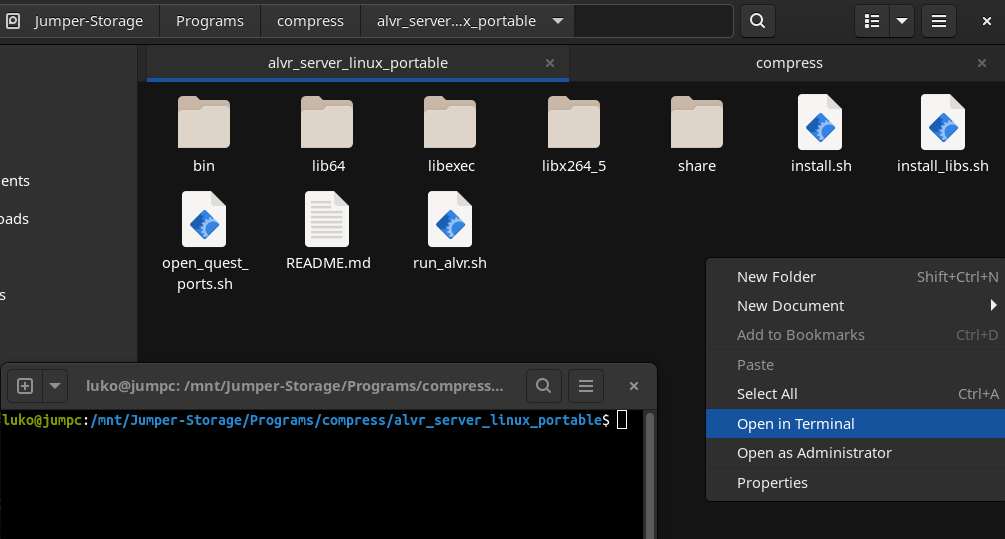 Jumper-Storage Programs compress alvr_server…x_portable
alvr_server_linux_portable compress
ents
oads
s
bin lib64 libexec libx264_5 share install.sh install_libs.sh
open_quest_
ports.sh
README.md run_alvr.sh
New Folder Shift+Ctrl+N
New Document
Add to Bookmarks Ctrl+D
Paste
Select All Ctrl+A
Open in Terminal
Open as Administrator
Properties
luko@jumpc: /mnt/Jumper-Storage/Programs/compress…
luko@jumpc:/mnt/Jumper-Storage/Programs/compress/alvr_server_linux_portable$